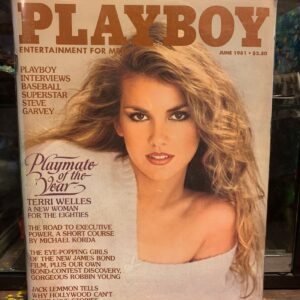 PLAYBOY
ENTERTAINMENT FOR
JUNE 1981 • $2.50
PLAYBOY
INTERVIEWS
BASEBALL
SUPERSTAR
STEVE
GARVEY
Playmate
of the
Year
TERRI WELLES
A NEW WOMAN
FOR THE EIGHTIES
THE ROAD TO EXECUTIVE
POWER, A SHORT COURSE
BY MICHAEL KORDA
THE EYE-POPPING GIRLS
OF THE NEW JAMES BOND
FILM, PLUS OUR OWN
BOND-CONTEST DISCOVERY,
GORGEOUS ROBBIN YOUNG
JACK LEMMON TELLS
WHY HOLLYWOOD CAN'T